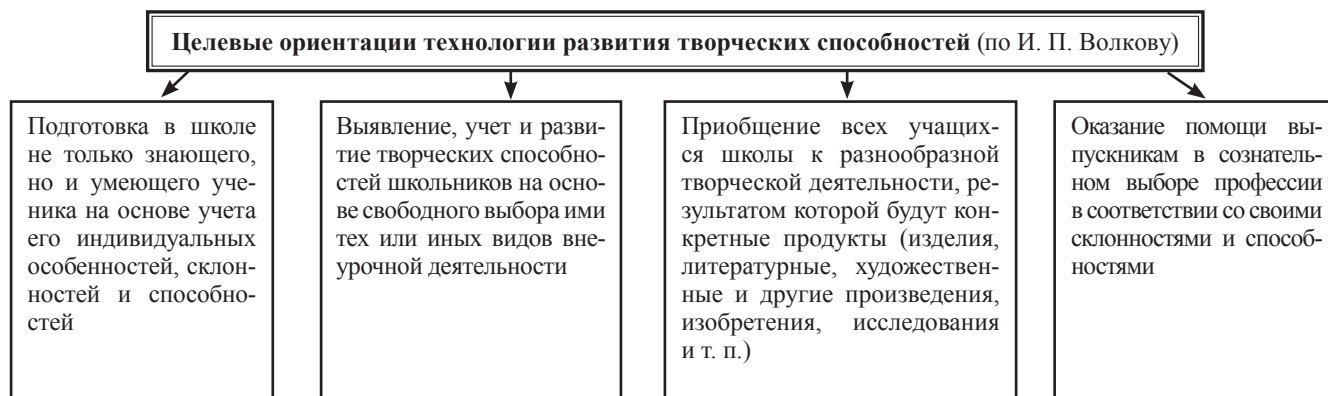 Целевые ориентации технологии развития творческих способностей (по И. П. Волкову)
Подготовка в школе
не только знающего,
но и умеющего уче-
ника на основе учета
его индивидуальных
особенностей, склон-
ностей и способно-
стей
Выявление, учет и разви-
тие творческих способно-
стей школьников на осно-
ве свободного выбора ими
тех или иных видов вне-
урочной деятельности
Приобщение всех учащих-
ся школы к разнообразной
творческой деятельности, ре-
зультатом которой будут кон-
кретные продукты (изделия,
литературные, художествен-
ные и другие произведения,
изобретения, исследования
и т. п.)
Оказание помощи вы-
пускникам в сознатель-
ном выборе профессии
в соответствии со своими
склонностями и способ-
ностями